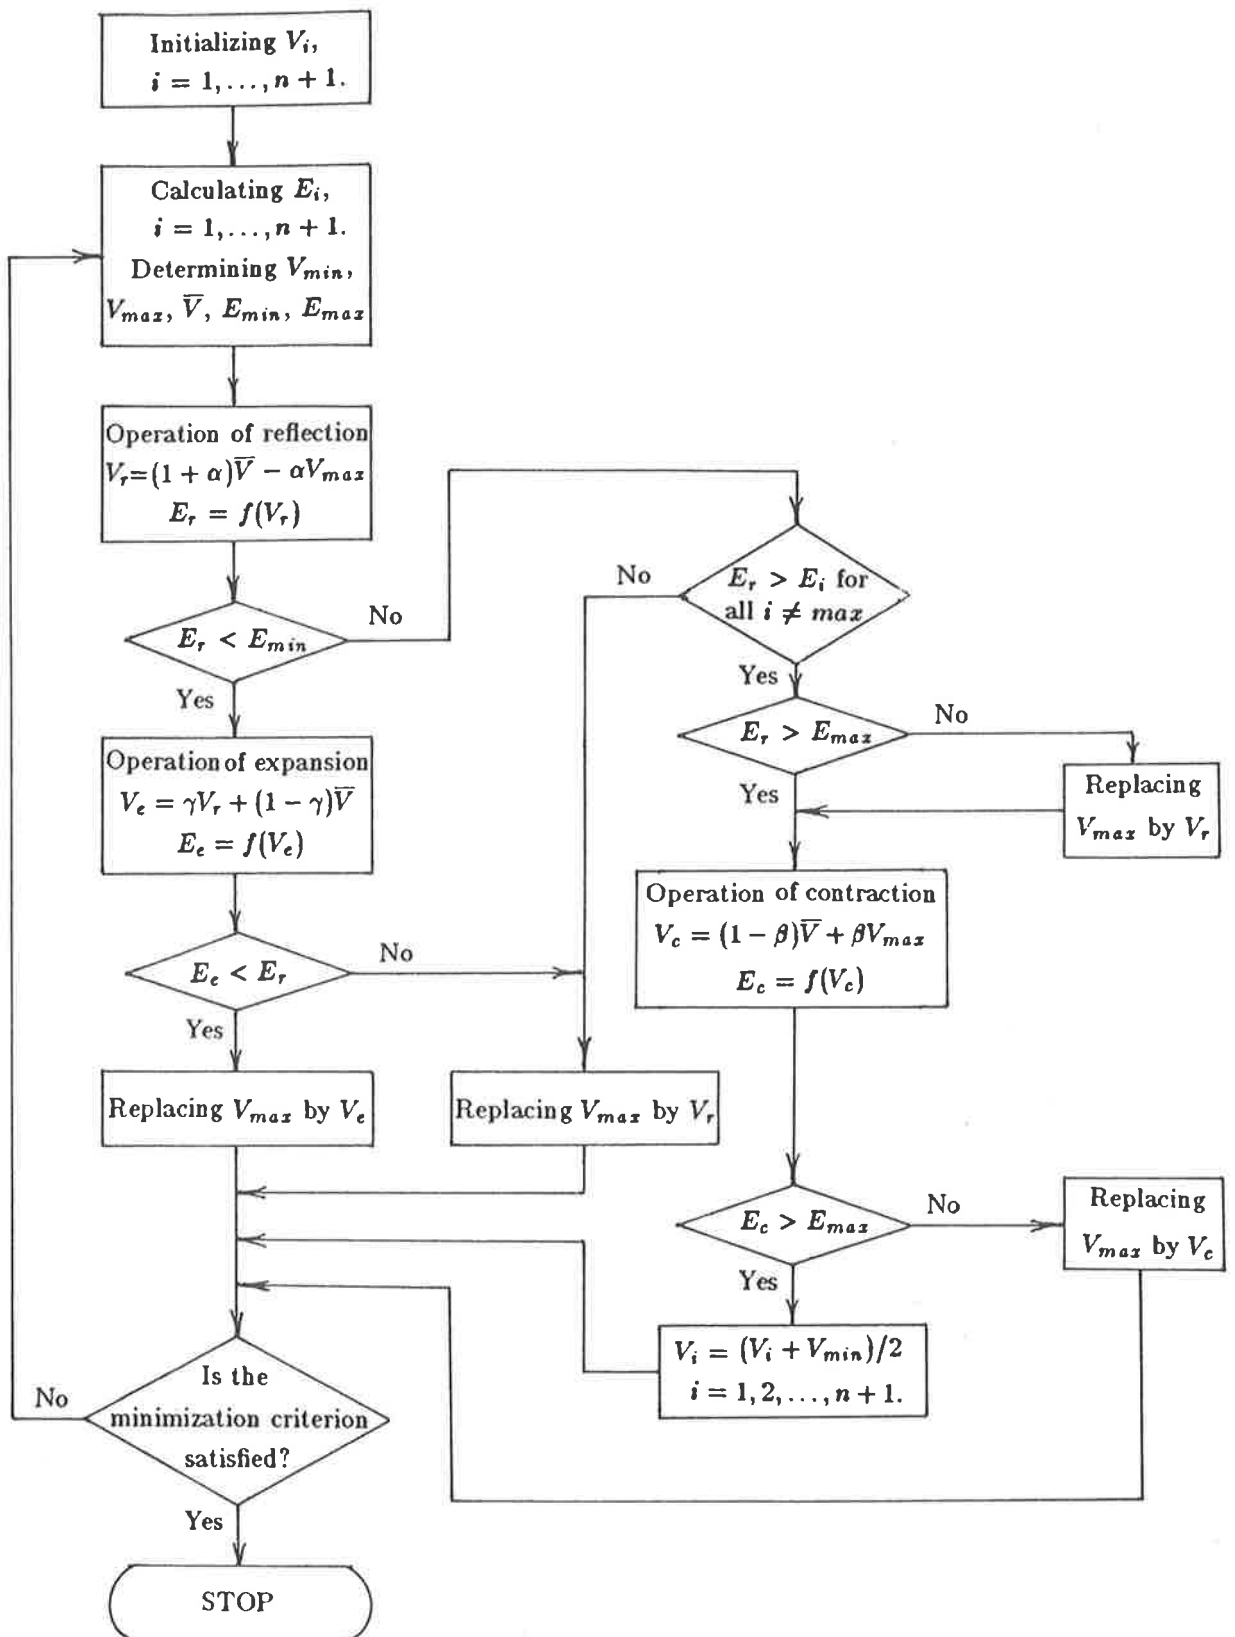 Initializing Vᵢ,
i = 1,...,n + 1.
Calculating Eᵢ,
i = 1,...,n + 1.
Determining V_min,
V_max, V̅, E_min, E_max
Operation of reflection
V_r=(1 + α)V̅ − αV_max
E_r = f(V_r)
E_r < E_min
No
Yes
Operation of expansion
V_e = γV_r + (1 − γ)V̅
E_e = f(V_e)
E_e < E_r
No
Yes
Replacing V_max by V_e
Replacing V_max by V_r
E_r > E_i for
all i ≠ max
No
Yes
E_r > E_max
No
Yes
Replacing
V_max by V_r
Operation of contraction
V_c = (1 − β)V̅ + βV_max
E_c = f(V_c)
E_c > E_max
No
Yes
Replacing
V_max by V_c
V_i = (V_i + V_min)/2
i = 1,2,...,n + 1.
Is the
minimization criterion
satisfied?
No
Yes
STOP